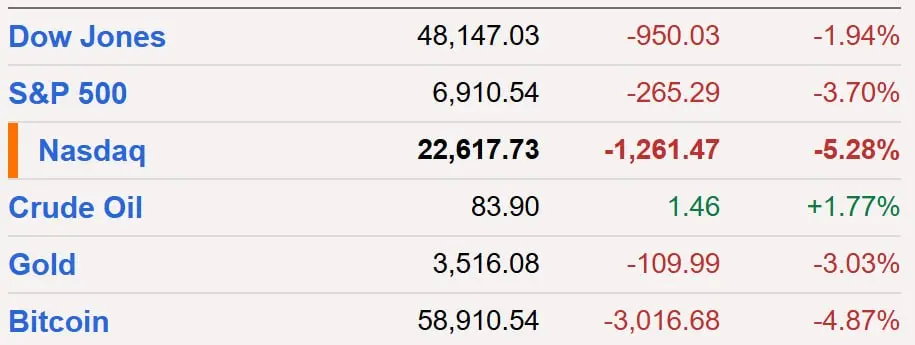 Dow Jones 48,147.03 -950.03 -1.94%
S&P 500 6,910.54 -265.29 -3.70%
Nasdaq 22,617.73 -1,261.47 -5.28%
Crude Oil 83.90 1.46 +1.77%
Gold 3,516.08 -109.99 -3.03%
Bitcoin 58,910.54 -3,016.68 -4.87%